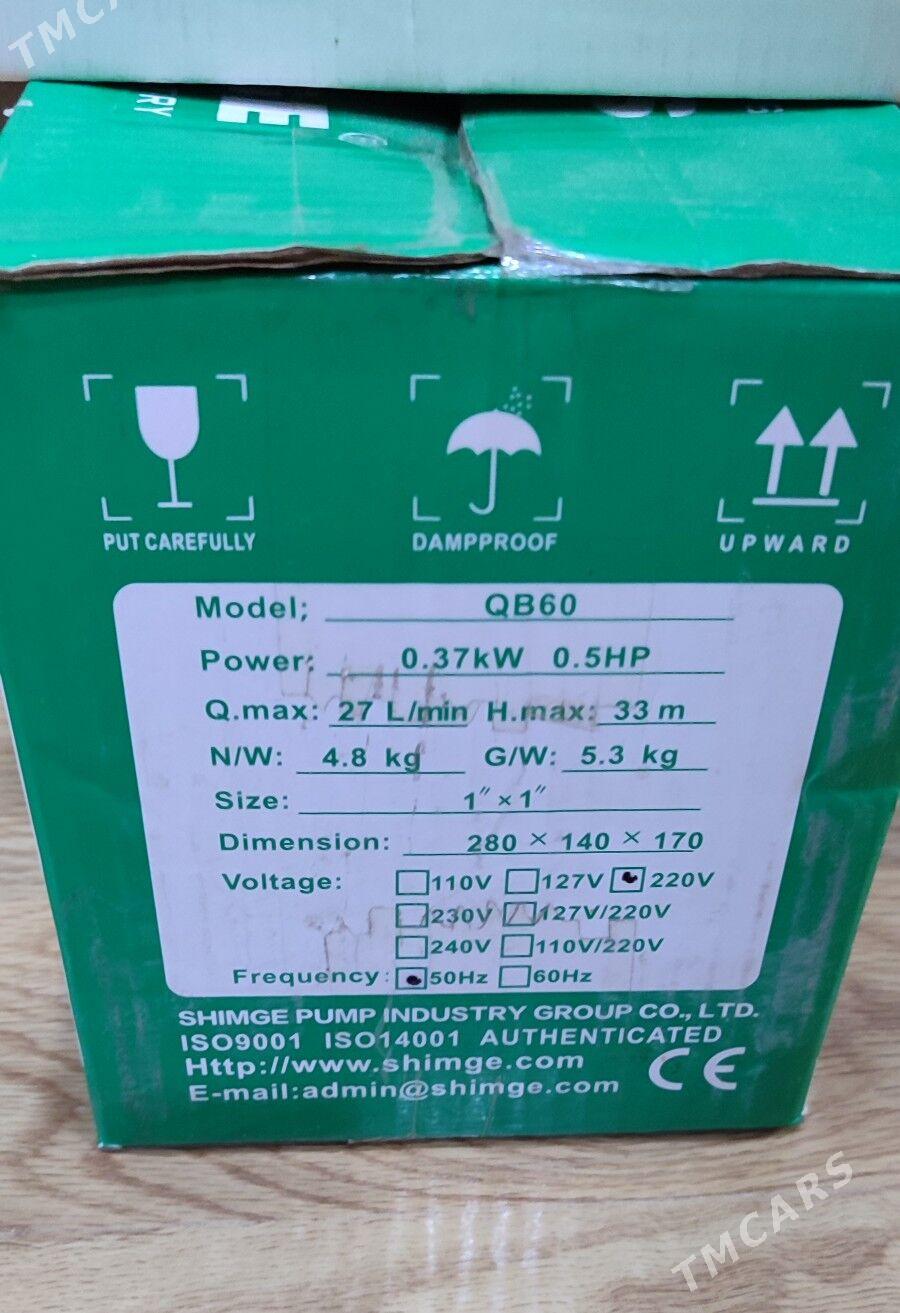 TMCA
RY
E
PUT CAREFULLY
DAMPPROOF
UPWARD
Model; QB60
Power: 0.37kW 0.5HP
Q.max: 27 L/min H.max: 33 m
N/W: 4.8 kg G/W: 5.3 kg
Size: 1″×1″
Dimension: 280 × 140 × 170
Voltage: 110V 127V 220V
230V 127V/220V
240V 110V/220V
Frequency: 50Hz 60Hz
SHIMGE PUMP INDUSTRY GROUP CO., LTD.
ISO9001 ISO14001 AUTHENTICATED
Http://www.shimge.com
E-mail:admin@shimge.com
CE
TMCARS